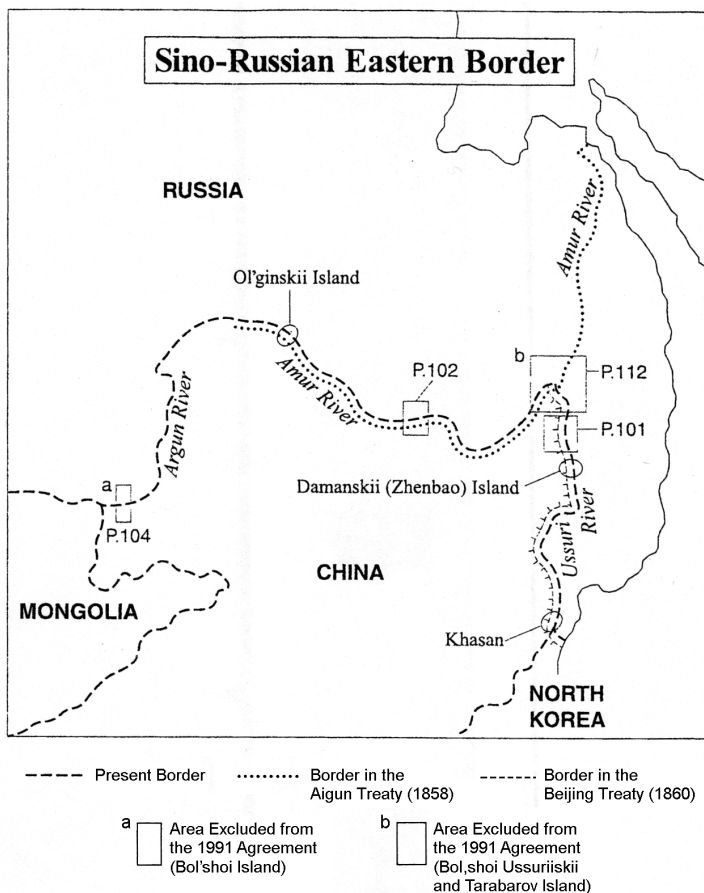 Sino-Russian Eastern Border
RUSSIA
Amur River
Ol'ginskii Island
b
P.102
P.112
Amur River
P.101
Argun River
a
Damanskii (Zhenbao) Island
P.104
Ussuri
River
CHINA
MONGOLIA
Khasan
NORTH
KOREA
Present Border
Border in the
Aigun Treaty (1858)
Border in the
Beijing Treaty (1860)
a
Area Excluded from
the 1991 Agreement
(Bol'shoi Island)
b
Area Excluded from
the 1991 Agreement
(Bol,shoi Ussuriiskii
and Tarabarov Island)